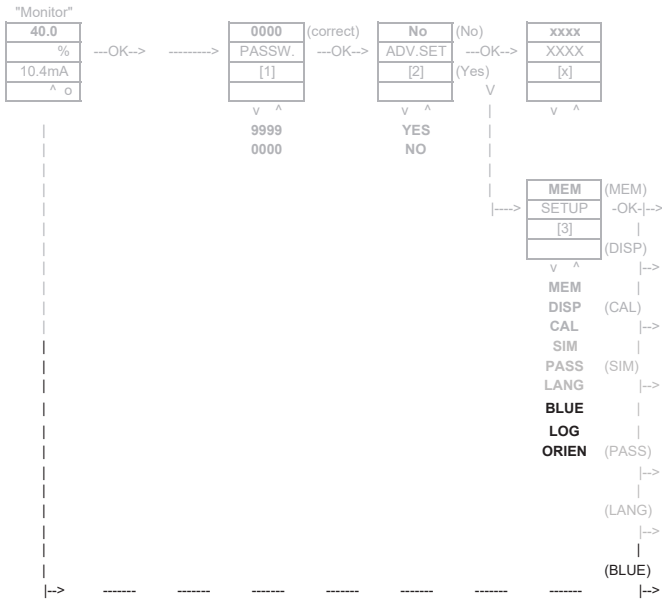 "Monitor"
40.0 0000 (correct) No (No) xxxx
% ---OK--> --------> PASSW. ---OK--> ADV.SET ---OK--> XXXX
10.4mA [1] [2] (Yes) [x]
^ o V
v ^ v ^ | v ^
| 9999 YES |
| 0000 NO |
| |
| | MEM (MEM)
| |----> SETUP -OK-|-->
| [3] |
| (DISP)
| v ^ |-->
| MEM |
| DISP (CAL)
| CAL |-->
| SIM |
| PASS (SIM)
| LANG |-->
| BLUE |
| LOG |
| ORIEN (PASS)
| |-->
| |
| (LANG)
| |-->
| |
| (BLUE)
|--> ------- ------- ------- ------- ------- ------- ------- |-->